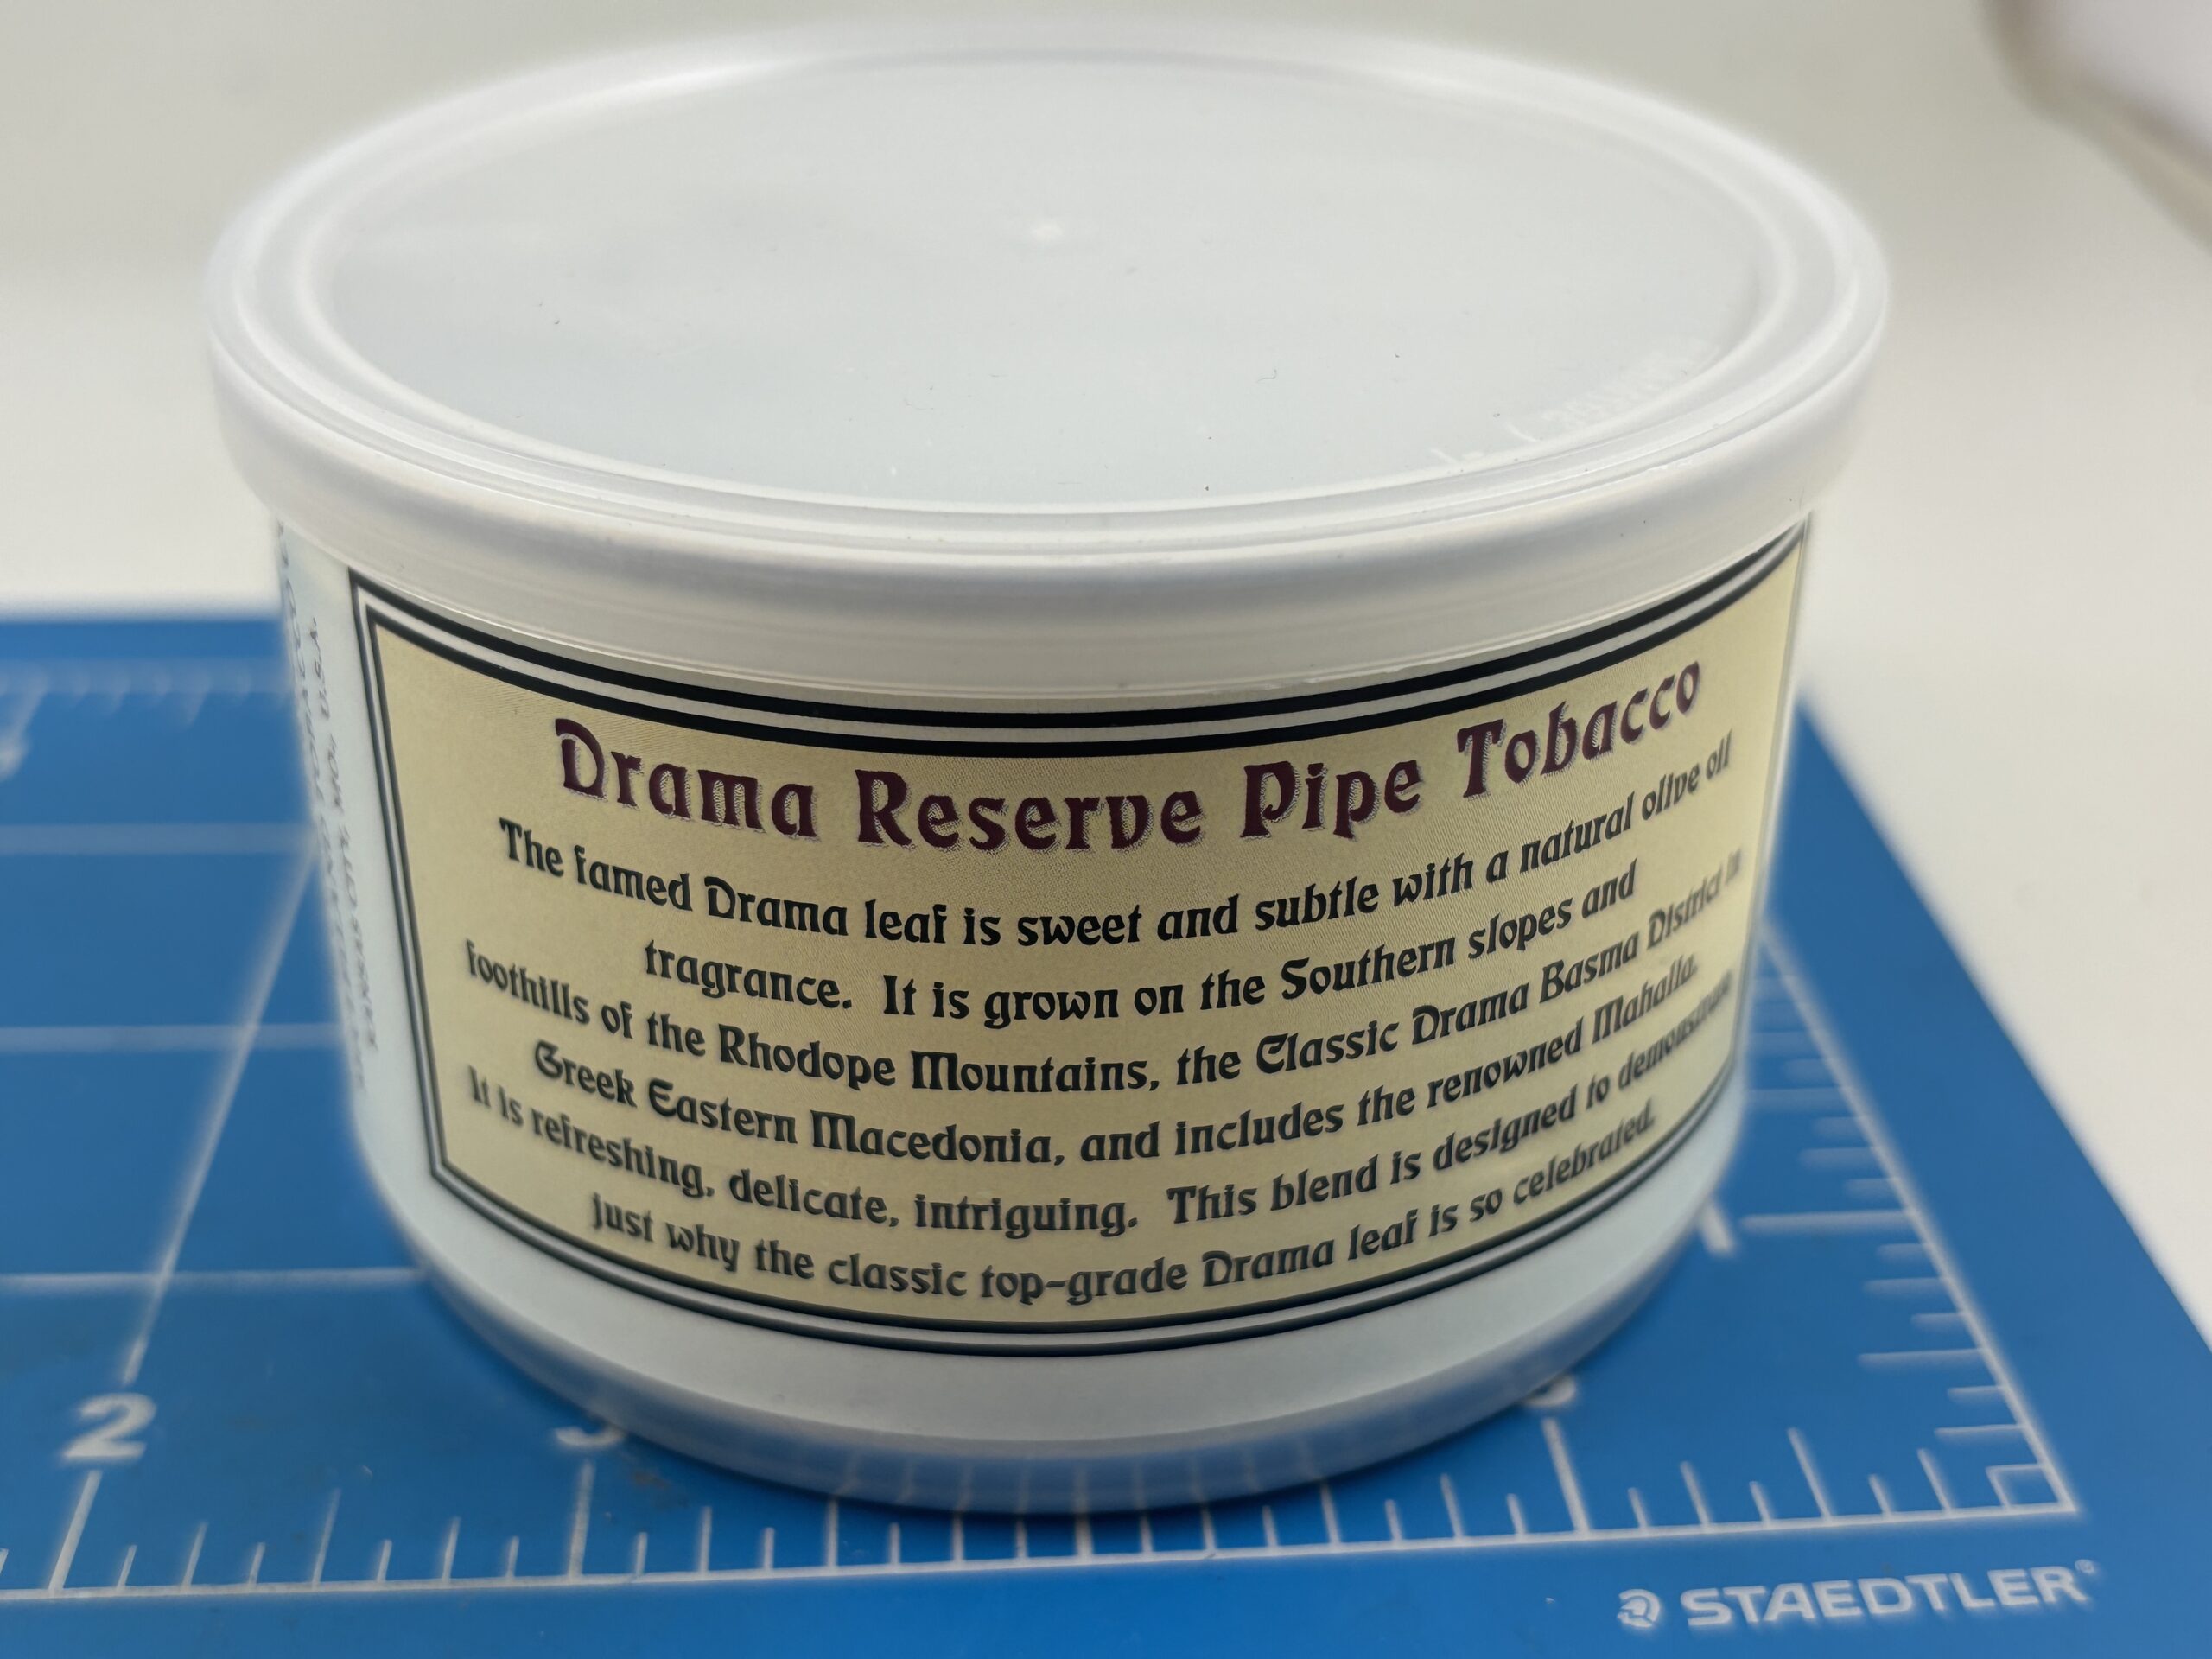 Drama Reserve Pipe Tobacco
The famed Drama leaf is sweet and subtle with a natural olive oil
fragrance. It is grown on the Southern slopes and
foothills of the Rhodope Mountains, the Classic Drama Basma District in
Greek Eastern Macedonia, and includes the renowned Mahalla.
It is refreshing, delicate, intriguing. This blend is designed to demonstrate
just why the classic top-grade Drama leaf is so celebrated.
2
STAEDTLER®